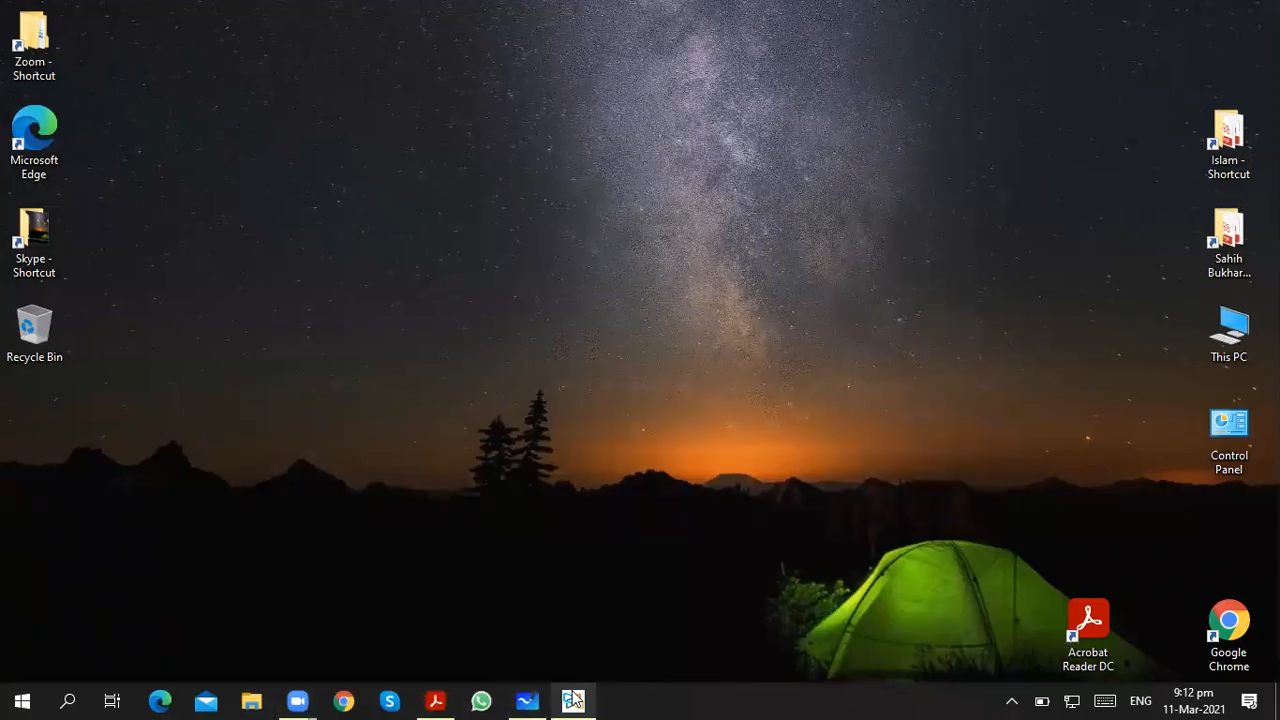 Zoom -
Shortcut
Microsoft
Edge
Skype -
Shortcut
Recycle Bin
Islam -
Shortcut
Sahih
Bukhar...
This PC
Control
Panel
Acrobat
Reader DC
Google
Chrome
ENG
9:12 pm
11-Mar-2021